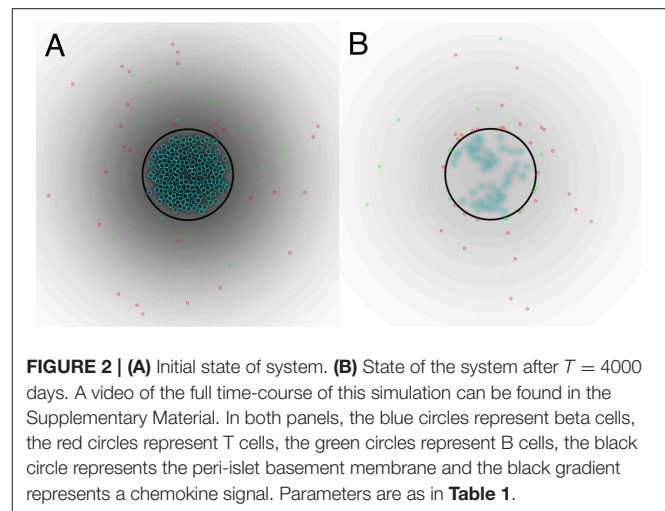 A
B
FIGURE 2 | (A) Initial state of system. (B) State of the system after T = 4000
days. A video of the full time-course of this simulation can be found in the
Supplementary Material. In both panels, the blue circles represent beta cells,
the red circles represent T cells, the green circles represent B cells, the black
circle represents the peri-islet basement membrane and the black gradient
represents a chemokine signal. Parameters are as in Table 1.